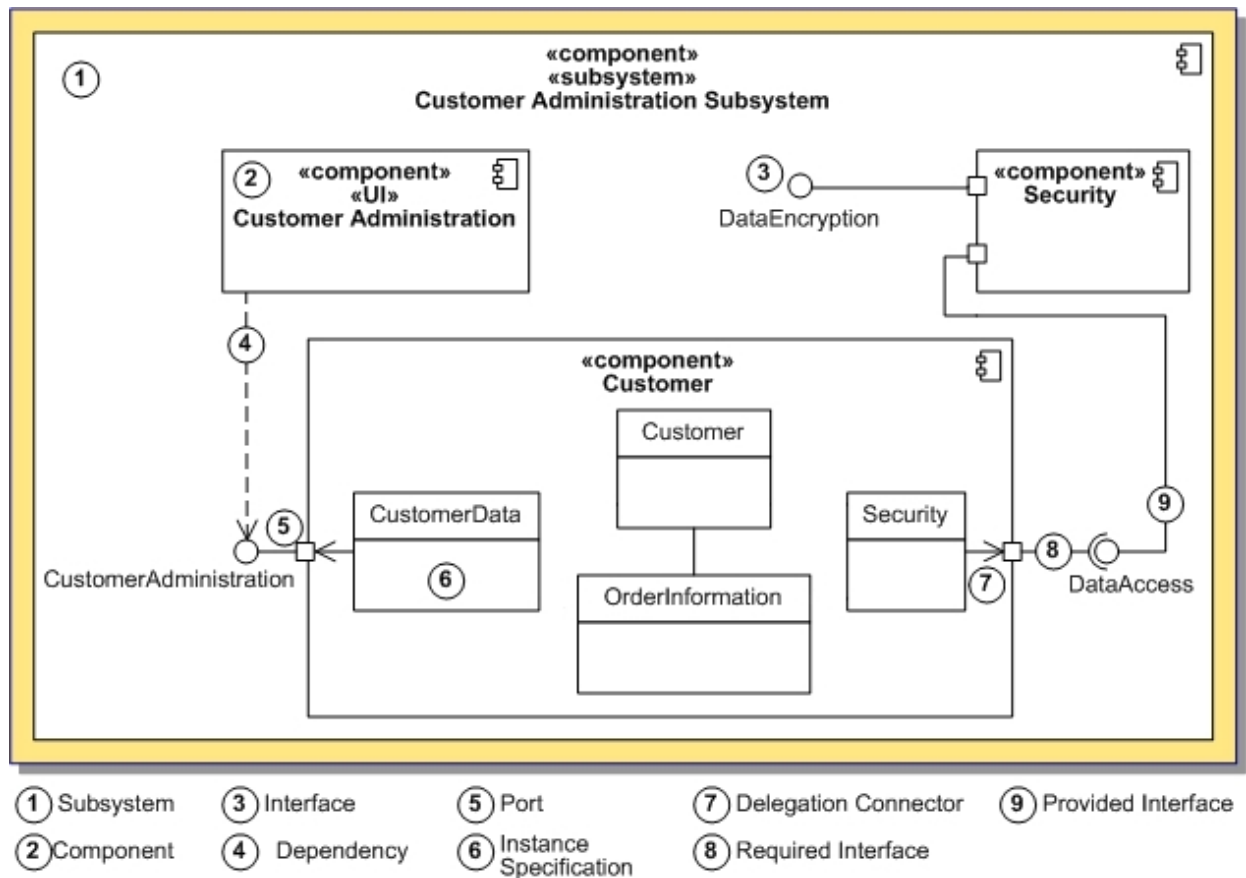 «component»
«subsystem»
Customer Administration Subsystem
1
2
«component»
«UI»
Customer Administration
3
DataEncryption
«component»
Security
4
«component»
Customer
Customer
5
CustomerData
Security
9
CustomerAdministration
6
OrderInformation
7
8
DataAccess
1 Subsystem
3 Interface
5 Port
7 Delegation Connector
9 Provided Interface
2 Component
4 Dependency
6 Instance
Specification
8 Required Interface